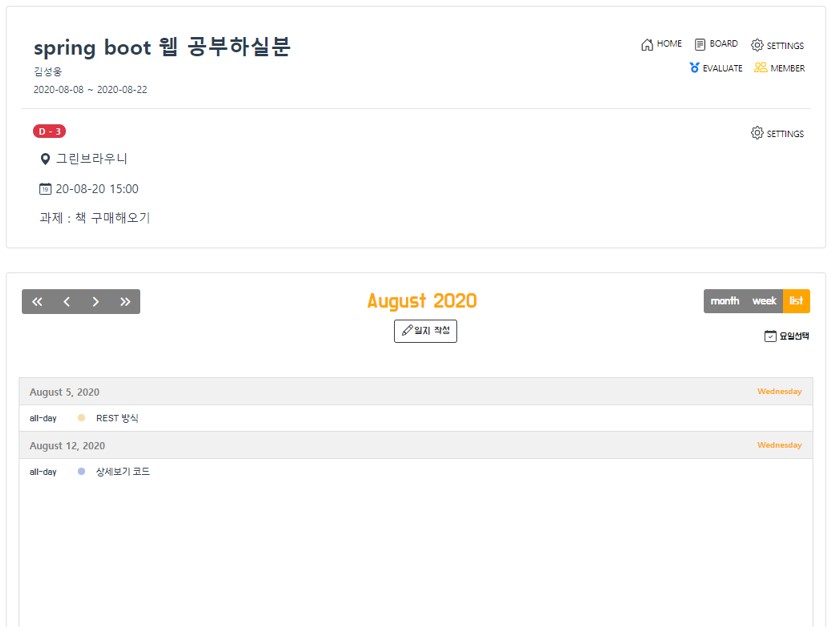 spring boot 웹 공부하실분
김성웅
2020-08-08 ~ 2020-08-22
HOME BOARD SETTINGS
EVALUATE MEMBER
D - 3
SETTINGS
그린브라우니
20-08-20 15:00
과제 : 책 구매해오기
August 2020
month week list
일지 작성
요일선택
August 5, 2020 Wednesday
all-day REST 방식
August 12, 2020 Wednesday
all-day 상세보기 코드